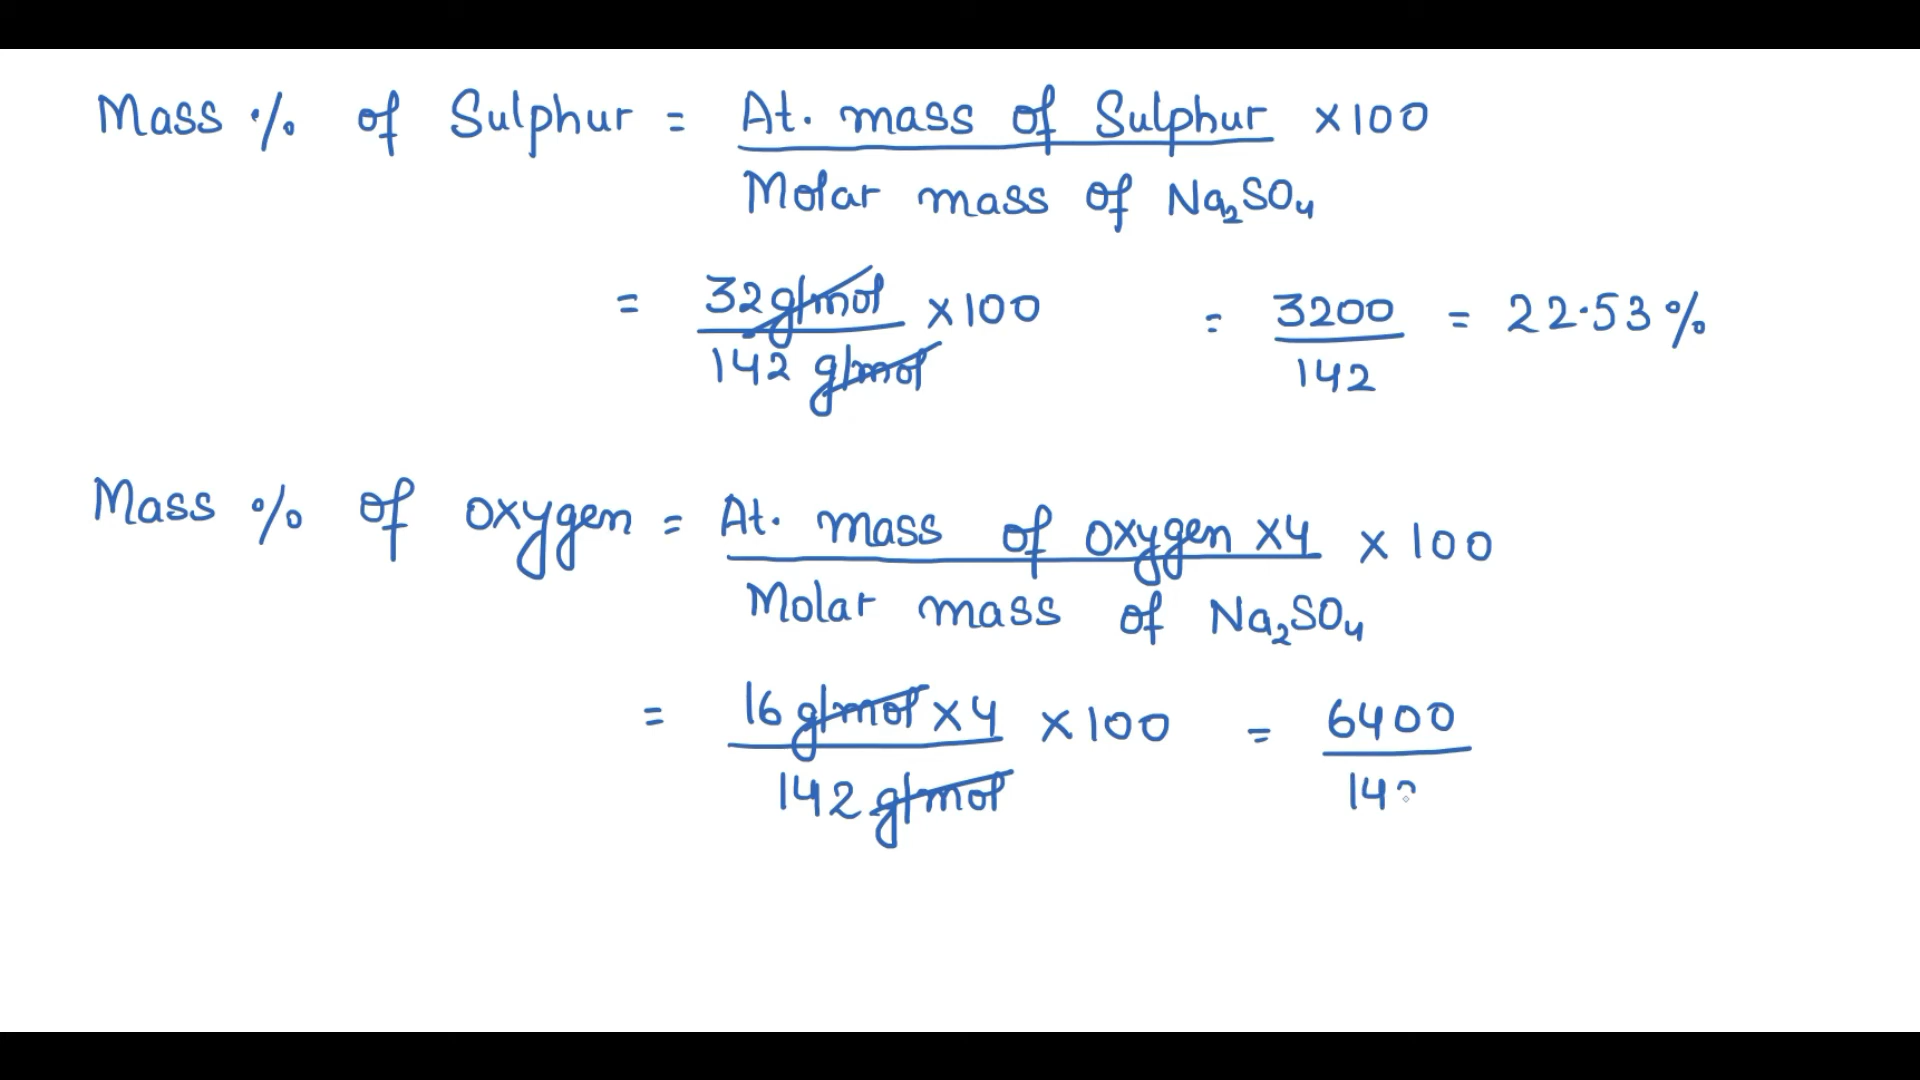 Mass % of Sulphur = At. mass of Sulphur ×100
Molar mass of Na₂SO₄
= 32 g/mol ×100 = 3200 = 22.53%
142 g/mol 142
Mass % of oxygen = At. mass of oxygen ×4 × 100
Molar mass of Na₂SO₄
= 16 g/mol ×4 ×100 = 6400
142 g/mol 14